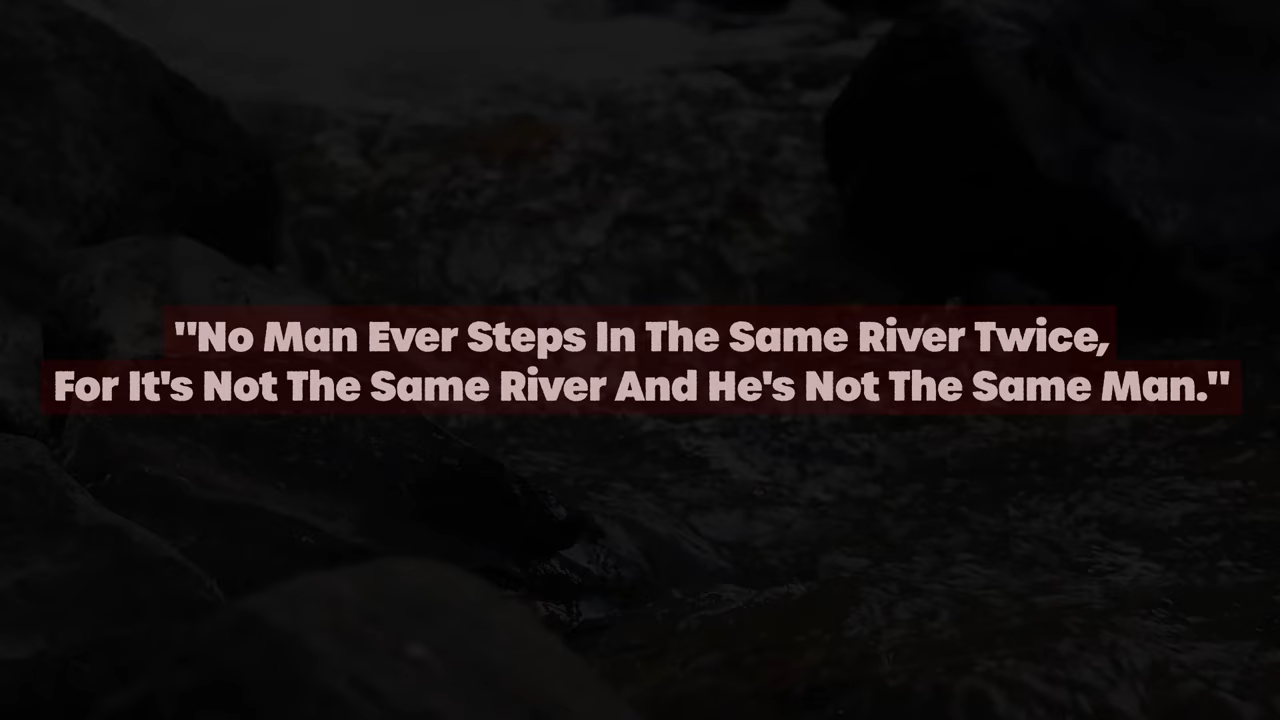 "No Man Ever Steps In The Same River Twice,
For It's Not The Same River And He's Not The Same Man."